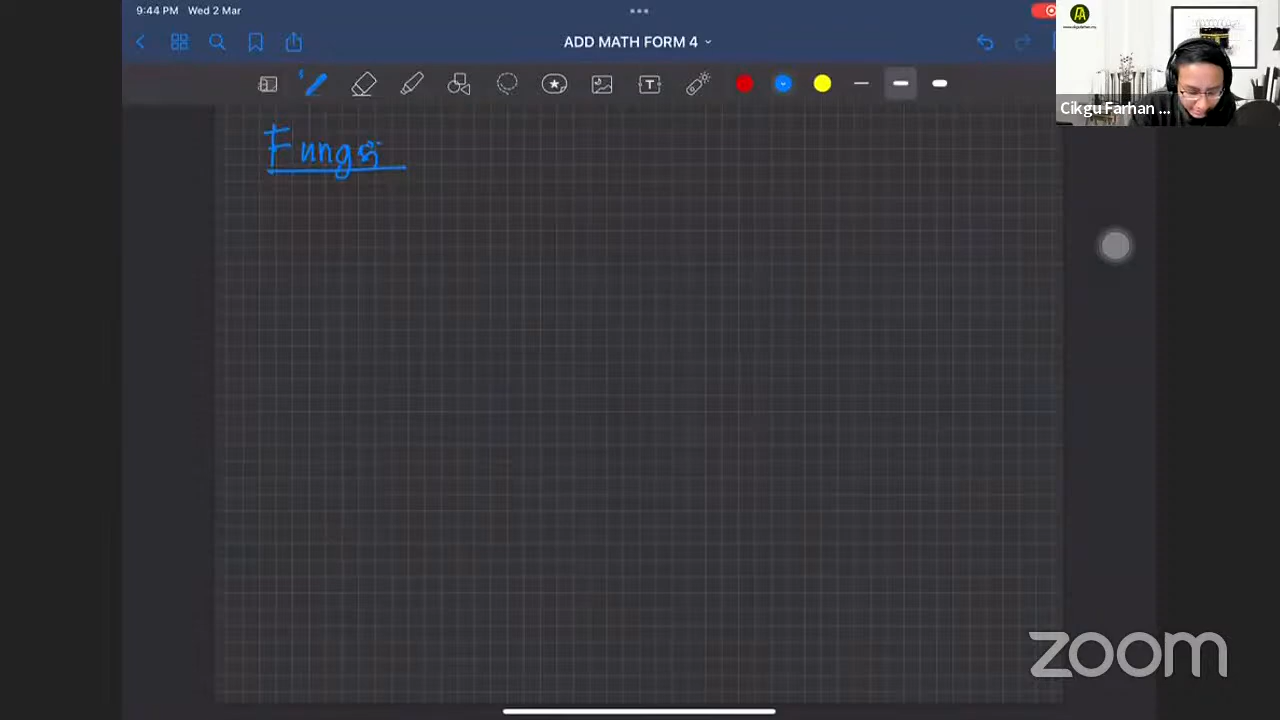 9:44 PM Wed 2 Mar
ADD MATH FORM 4
T
Cikgu Farhan ...
Fungsi
zoom